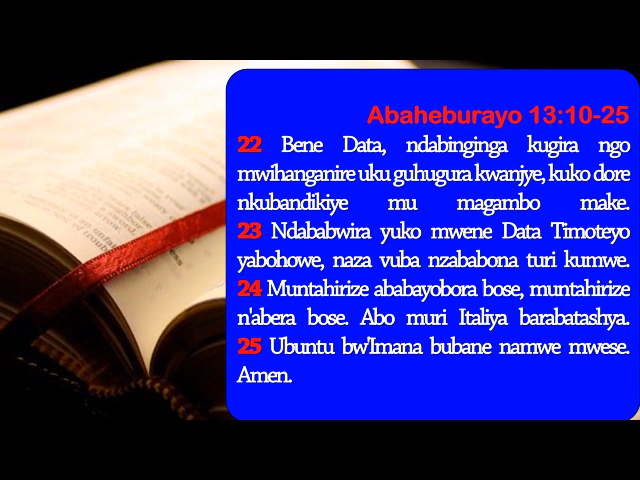 Abaheburayo 13:10-25
22 Bene Data, ndabinginga kugira ngo
mwihanganire uku guhugura kwanjye, kuko dore
nkubandikiye mu magambo make.
23 Ndababwira yuko mwene Data Timoteyo
yabohowe, naza vuba nzababona turi kumwe.
24 Muntahirize ababayobora bose, muntahirize
n'abera bose. Abo muri Italiya barabatashya.
25 Ubuntu bw'Imana bubane namwe mwese.
Amen.